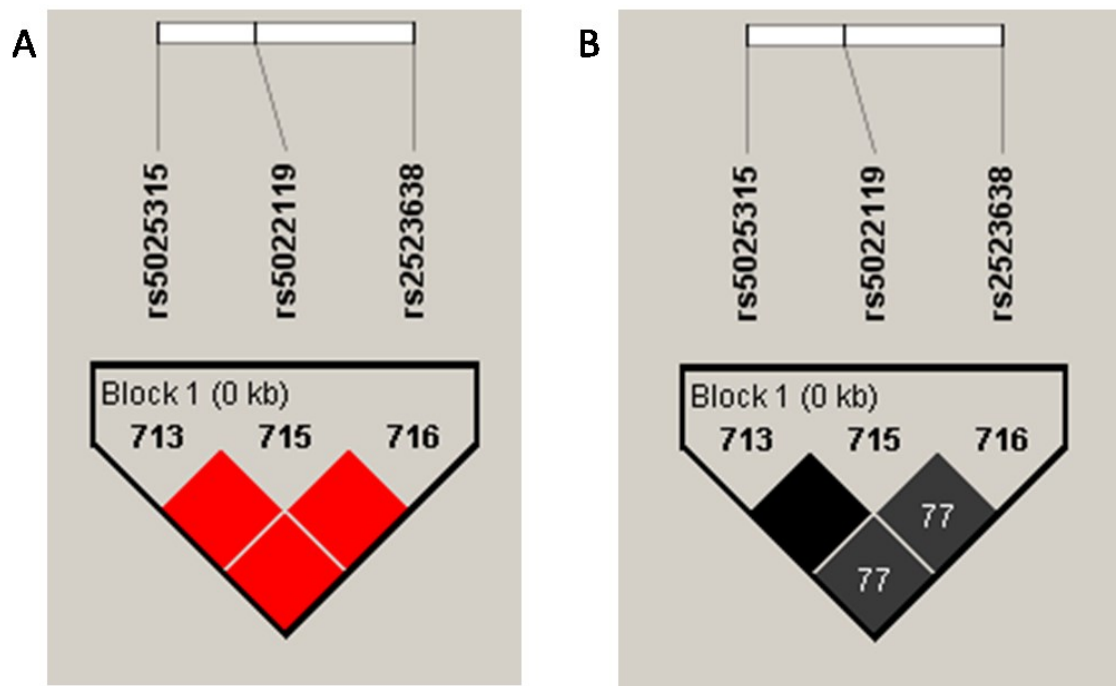 A
rs5025315
rs5022119
rs2523638
Block 1 (0 kb)
713 715 716
B
rs5025315
rs5022119
rs2523638
Block 1 (0 kb)
713 715 716
77
77